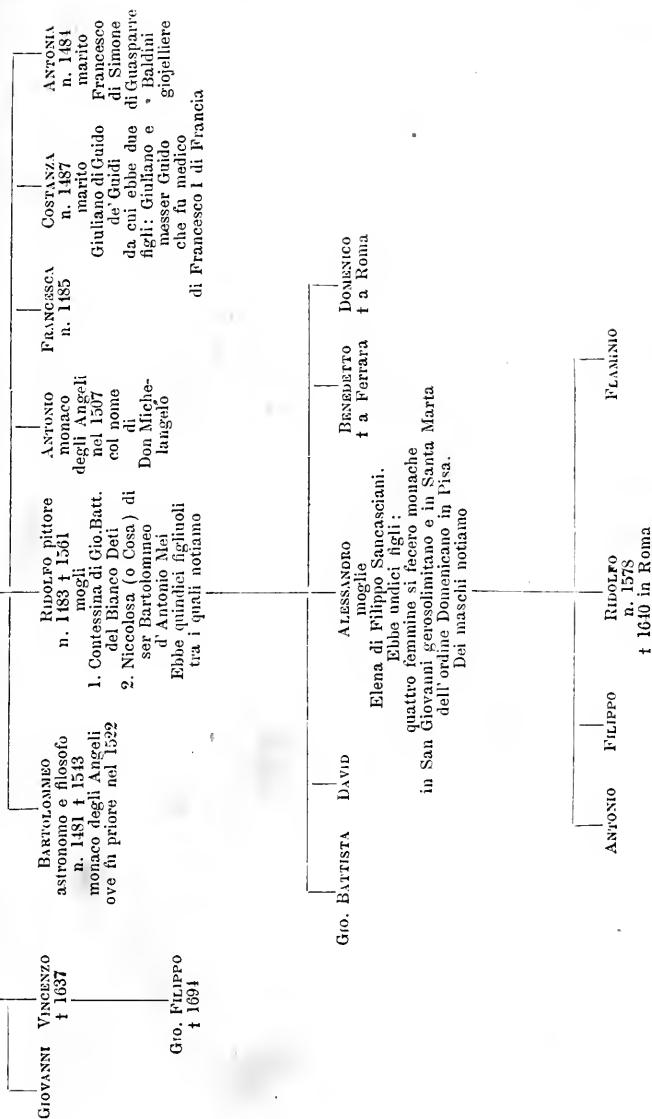 GIOVANNI
VINCENZO
† 1637
GIO. FILIPPO
† 1694
BARTOLOMMEO
astronomo e filosofo
n. 1481 † 1543
monaco degli Angeli
ove fu priore nel 1522
RIDOLFO pittore
n. 1483 † 1561
mogli
1. Contessina di Gio.Batt.
del Bianco Deti
2. Niccolosa (o Cosa) di
ser Bartolommeo
d'Antonio Mei
Ebbe quindici figliuoli
tra i quali notiamo
ANTONIO
monaco
degli Angeli
nel 1507
col nome
di
Don Miche-
langelo
FRANCESCA
n. 1485
COSTANZA
n. 1487
marito
Giuliano di Guido
de' Guidi
da cui ebbe due
figli: Giuliano e
messer Guido
che fu medico
di Francesco I di Francia
ANTONIA
n. 1484
marito
Francesco
di Simone
di Guasparre
Baldini
giojelliere
GIO. BATTISTA
DAVID
ALESSANDRO
moglie
Elena di Filippo Sancasciani.
Ebbe undici figli:
quattro femmine si fecero monache
in San Giovanni gerosolimitano e in Santa Marta
dell'ordine Domenicano in Pisa.
Dei maschi notiamo
BENEDETTO
† a Ferrara
DOMENICO
† a Roma
ANTONIO
FILIPPO
RIDOLFO
n. 1578
† 1640 in Roma
FLAMINIO